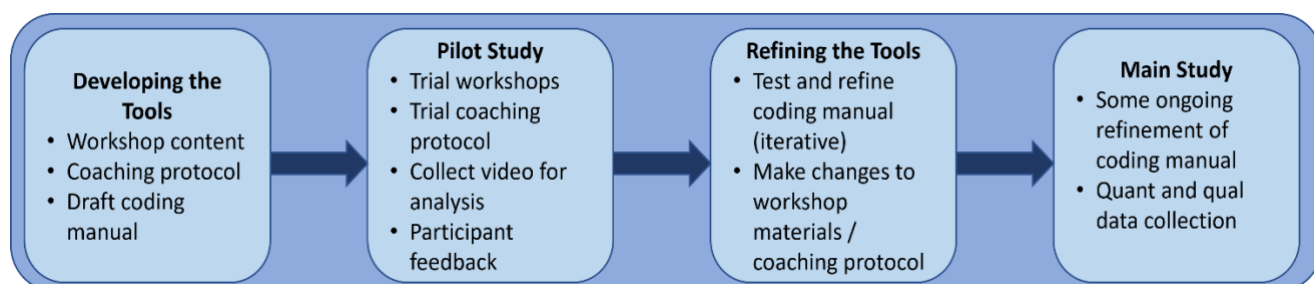 Developing the
Tools
• Workshop content
• Coaching protocol
• Draft coding
manual
Pilot Study
• Trial workshops
• Trial coaching
protocol
• Collect video for
analysis
• Participant
feedback
Refining the Tools
• Test and refine
coding manual
(iterative)
• Make changes to
workshop
materials /
coaching protocol
Main Study
• Some ongoing
refinement of
coding manual
• Quant and qual
data collection